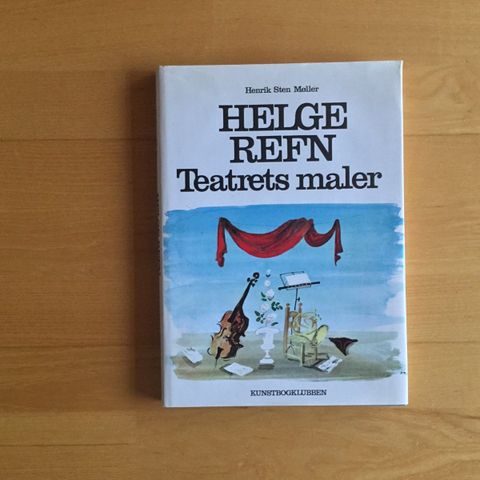 Henrik Sten Møller
HELGE
REFN
Teatrets maler
KUNSTBOGKLUBBEN